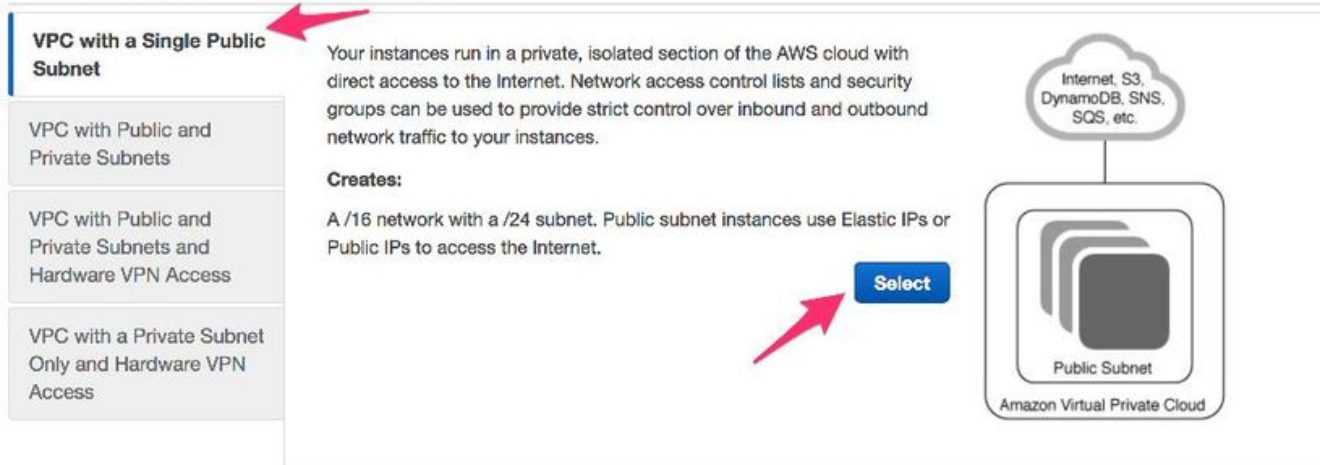 VPC with a Single Public
Subnet
VPC with Public and
Private Subnets
VPC with Public and
Private Subnets and
Hardware VPN Access
VPC with a Private Subnet
Only and Hardware VPN
Access
Your instances run in a private, isolated section of the AWS cloud with
direct access to the Internet. Network access control lists and security
groups can be used to provide strict control over inbound and outbound
network traffic to your instances.
Creates:
A /16 network with a /24 subnet. Public subnet instances use Elastic IPs or
Public IPs to access the Internet.
Select
Internet, S3,
DynamoDB, SNS,
SQS, etc.
Public Subnet
Amazon Virtual Private Cloud